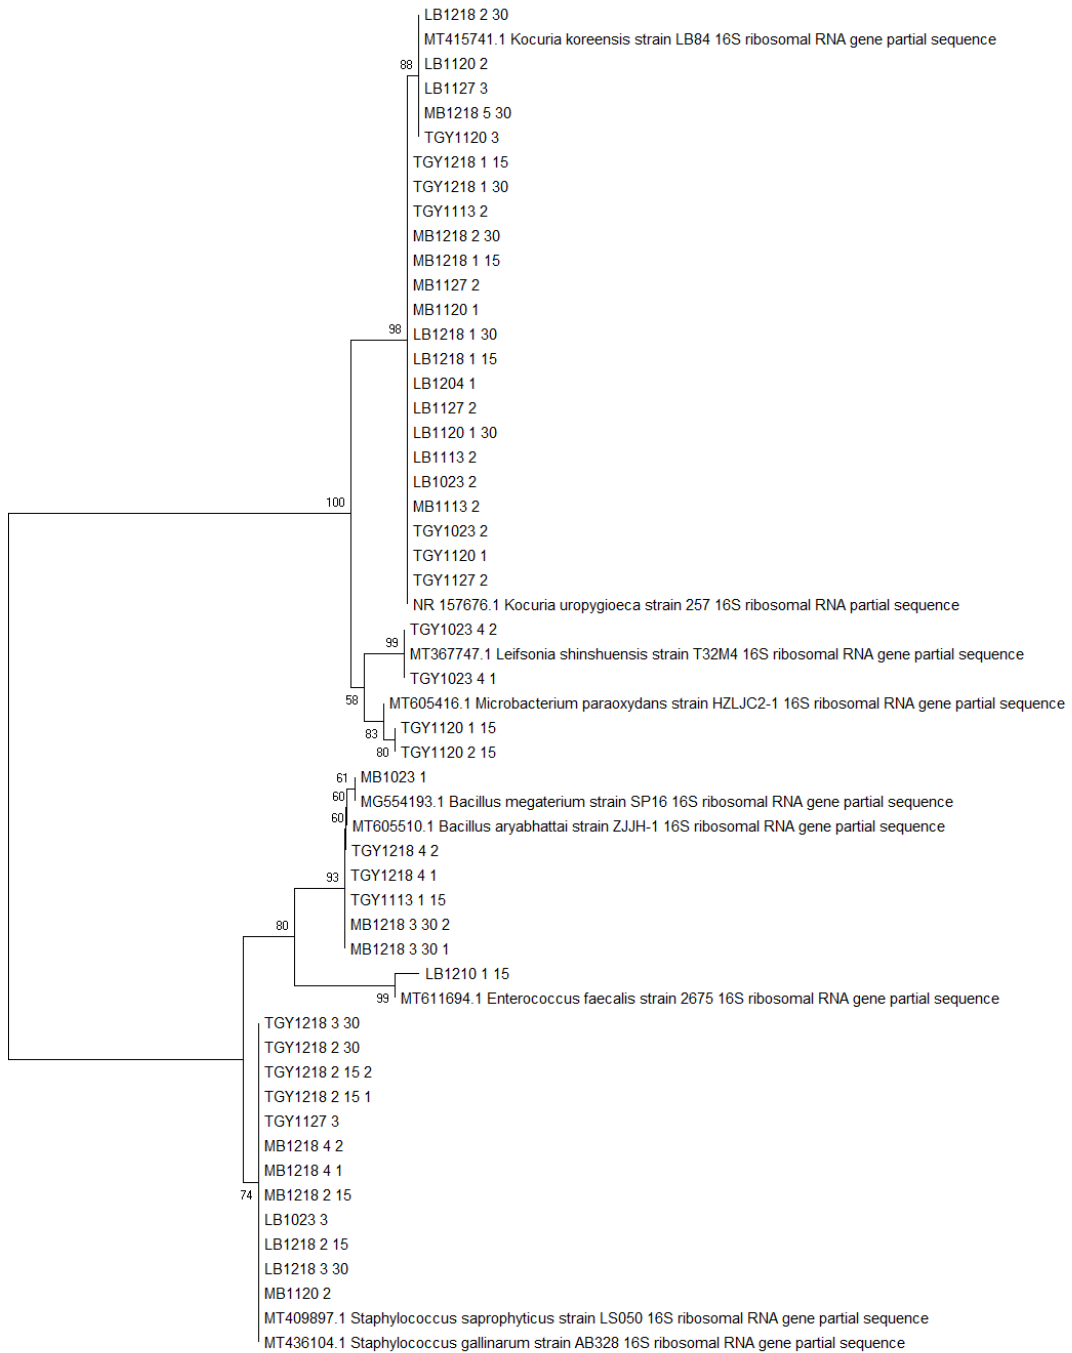 LB1218 2 30
MT415741.1 Kocuria koreensis strain LB84 16S ribosomal RNA gene partial sequence
88
LB1120 2
LB1127 3
MB1218 5 30
TGY1120 3
TGY1218 1 15
TGY1218 1 30
TGY1113 2
MB1218 2 30
MB1218 1 15
MB1127 2
MB1120 1
98
LB1218 1 30
LB1218 1 15
LB1204 1
LB1127 2
LB1120 1 30
LB1113 2
LB1023 2
100
MB1113 2
TGY1023 2
TGY1120 1
TGY1127 2
NR 157676.1 Kocuria uropygioeca strain 257 16S ribosomal RNA partial sequence
TGY1023 4 2
99
MT367747.1 Leifsonia shinshuensis strain T32M4 16S ribosomal RNA gene partial sequence
TGY1023 4 1
58
MT605416.1 Microbacterium paraoxydans strain HZLJC2-1 16S ribosomal RNA gene partial sequence
83
TGY1120 1 15
80
TGY1120 2 15
61
MB1023 1
60
MG554193.1 Bacillus megaterium strain SP16 16S ribosomal RNA gene partial sequence
60
MT605510.1 Bacillus aryabhattai strain ZJJH-1 16S ribosomal RNA gene partial sequence
TGY1218 4 2
93
TGY1218 4 1
TGY1113 1 15
80
MB1218 3 30 2
MB1218 3 30 1
LB1210 1 15
99
MT611694.1 Enterococcus faecalis strain 2675 16S ribosomal RNA gene partial sequence
TGY1218 3 30
TGY1218 2 30
TGY1218 2 15 2
TGY1218 2 15 1
TGY1127 3
MB1218 4 2
MB1218 4 1
74
MB1218 2 15
LB1023 3
LB1218 2 15
LB1218 3 30
MB1120 2
MT409897.1 Staphylococcus saprophyticus strain LS050 16S ribosomal RNA gene partial sequence
MT436104.1 Staphylococcus gallinarum strain AB328 16S ribosomal RNA gene partial sequence